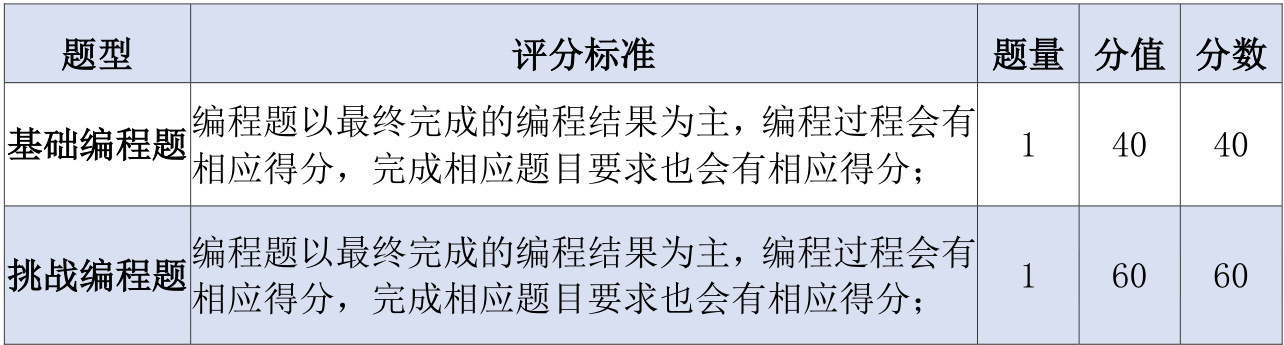 题型 评分标准 题量 分值 分数
基础编程题 编程题以最终完成的编程结果为主，编程过程会有
相应得分，完成相应题目要求也会有相应得分； 1 40 40
挑战编程题 编程题以最终完成的编程结果为主，编程过程会有
相应得分，完成相应题目要求也会有相应得分； 1 60 60